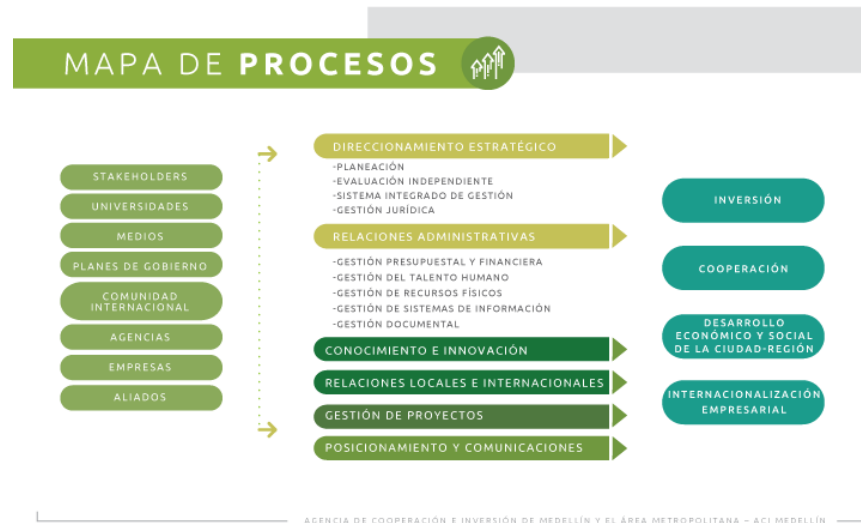 MAPA DE PROCESOS
STAKEHOLDERS
UNIVERSIDADES
MEDIOS
PLANES DE GOBIERNO
COMUNIDAD
INTERNACIONAL
AGENCIAS
EMPRESAS
ALIADOS
DIRECCIONAMIENTO ESTRATÉGICO
-PLANEACIÓN
-EVALUACIÓN INDEPENDIENTE
-SISTEMA INTEGRADO DE GESTIÓN
-GESTIÓN JURÍDICA
RELACIONES ADMINISTRATIVAS
-GESTIÓN PRESUPUESTAL Y FINANCIERA
-GESTIÓN DEL TALENTO HUMANO
-GESTIÓN DE RECURSOS FÍSICOS
-GESTIÓN DE SISTEMAS DE INFORMACIÓN
-GESTIÓN DOCUMENTAL
CONOCIMIENTO E INNOVACIÓN
RELACIONES LOCALES E INTERNACIONALES
GESTIÓN DE PROYECTOS
POSICIONAMIENTO Y COMUNICACIONES
INVERSIÓN
COOPERACIÓN
DESARROLLO
ECONÓMICO Y SOCIAL
DE LA CIUDAD-REGIÓN
INTERNACIONALIZACIÓN
EMPRESARIAL
AGENCIA DE COOPERACIÓN E INVERSIÓN DE MEDELLÍN Y EL ÁREA METROPOLITANA – ACI MEDELLÍN